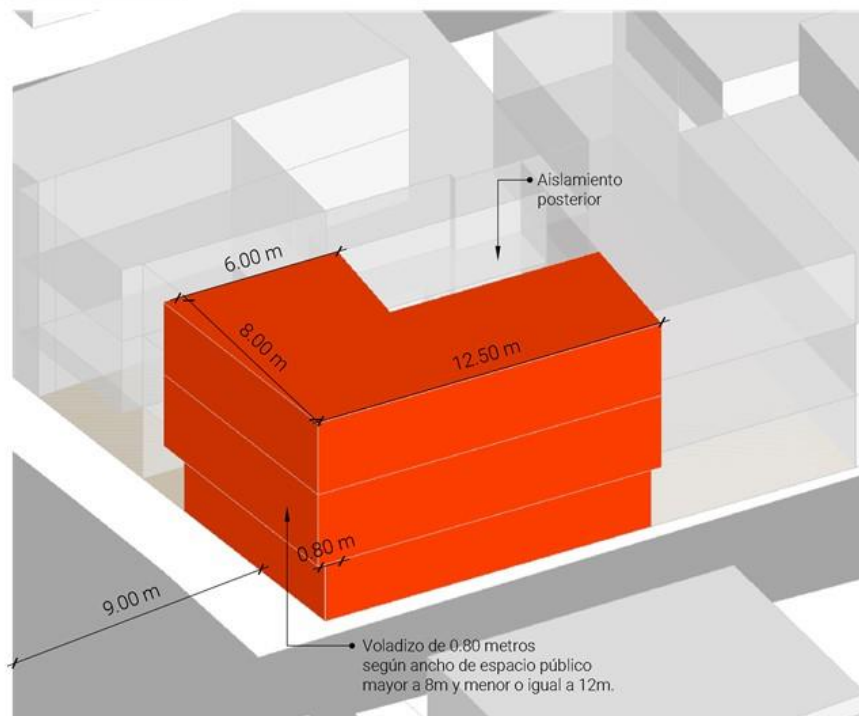 Aislamiento
posterior
6.00 m
8.00 m
12.50 m
0.80 m
9.00 m
Voladizo de 0.80 metros
según ancho de espacio público
mayor a 8m y menor o igual a 12m.